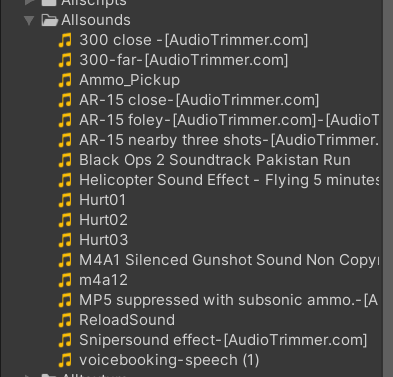 Allscripts
Allsounds
300 close -[AudioTrimmer.com]
300-far-[AudioTrimmer.com]
Ammo_Pickup
AR-15 close-[AudioTrimmer.com]
AR-15 foley-[AudioTrimmer.com]-[AudioT
AR-15 nearby three shots-[AudioTrimmer.
Black Ops 2 Soundtrack Pakistan Run
Helicopter Sound Effect - Flying 5 minutes
Hurt01
Hurt02
Hurt03
M4A1 Silenced Gunshot Sound Non Copyr
m4a12
MP5 suppressed with subsonic ammo.-[A
ReloadSound
Snipersound effect-[AudioTrimmer.com]
voicebooking-speech (1)